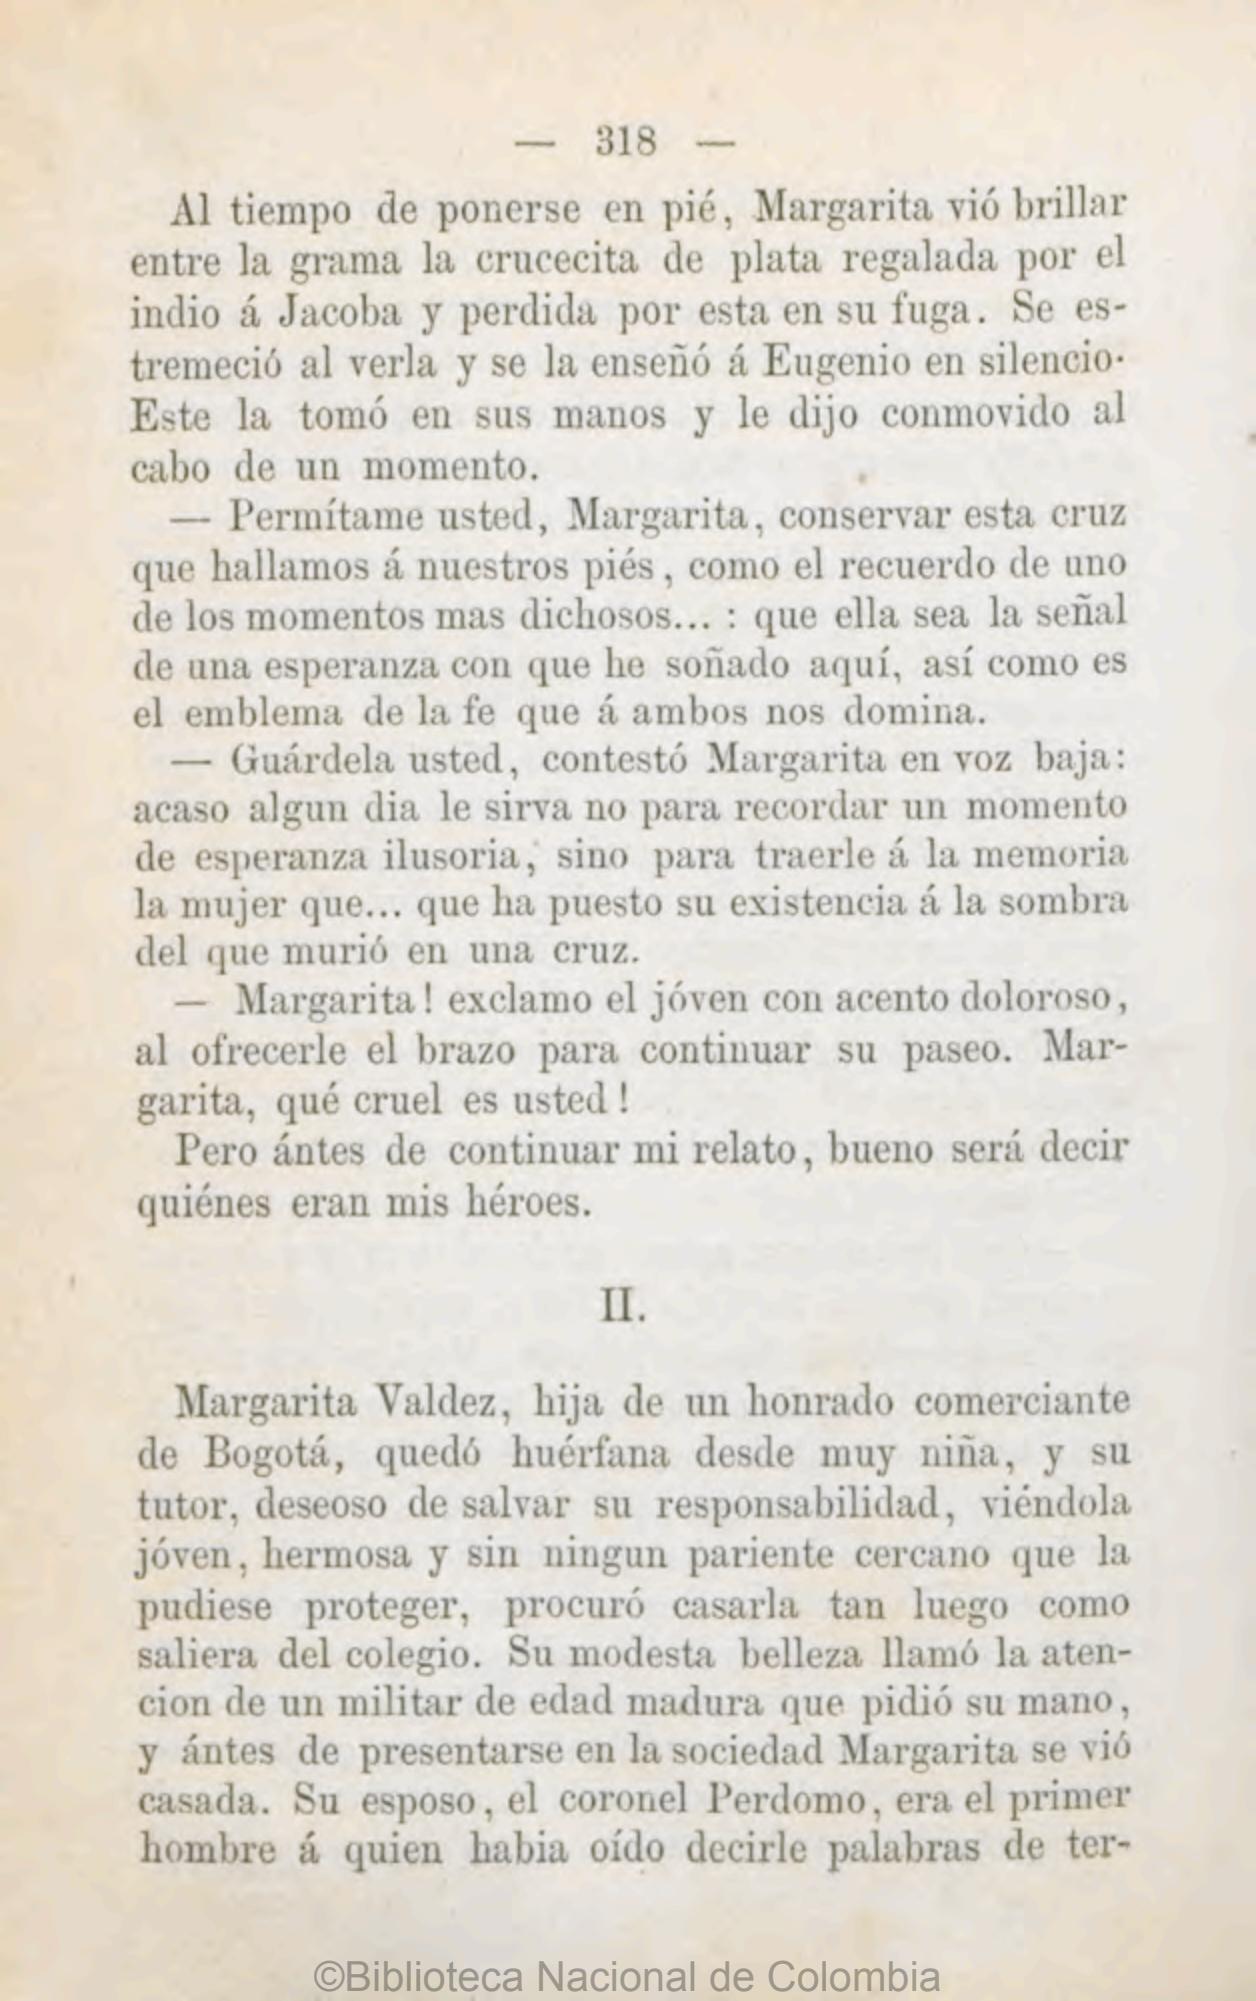 — 318 —
Al tiempo de ponerse en pié, Margarita vió brillar
entre la grama la crucecita de plata regalada por el
indio á Jacoba y perdida por esta en su fuga. Se es-
tremeció al verla y se la enseñó á Eugenio en silencio·
Este la tomó en sus manos y le dijo conmovido al
cabo de un momento.
— Permítame usted, Margarita, conservar esta cruz
que hallamos á nuestros piés, como el recuerdo de uno
de los momentos mas dichosos... : que ella sea la señal
de una esperanza con que he soñado aquí, así como es
el emblema de la fe que á ambos nos domina.
— Guárdela usted, contestó Margarita en voz baja:
acaso algun dia le sirva no para recordar un momento
de esperanza ilusoria, sino para traerle á la memoria
la mujer que... que ha puesto su existencia á la sombra
del que murió en una cruz.
— Margarita! exclamo el jóven con acento doloroso,
al ofrecerle el brazo para continuar su paseo. Mar-
garita, qué cruel es usted !
Pero ántes de continuar mi relato, bueno será decir
quiénes eran mis héroes.
II.
Margarita Valdez, hija de un honrado comerciante
de Bogotá, quedó huérfana desde muy niña, y su
tutor, deseoso de salvar su responsabilidad, viéndola
jóven, hermosa y sin ningun pariente cercano que la
pudiese proteger, procuró casarla tan luego como
saliera del colegio. Su modesta belleza llamó la aten-
cion de un militar de edad madura que pidió su mano,
y ántes de presentarse en la sociedad Margarita se vió
casada. Su esposo, el coronel Perdomo, era el primer
hombre á quien habia oído decirle palabras de ter-
©Biblioteca Nacional de Colombia